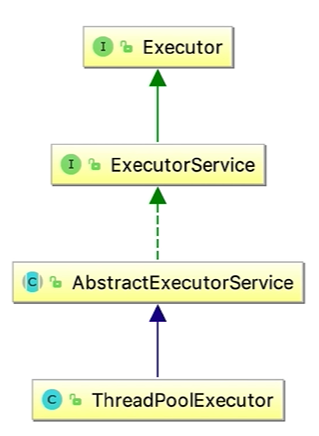 I Executor
I ExecutorService
C AbstractExecutorService
C ThreadPoolExecutor